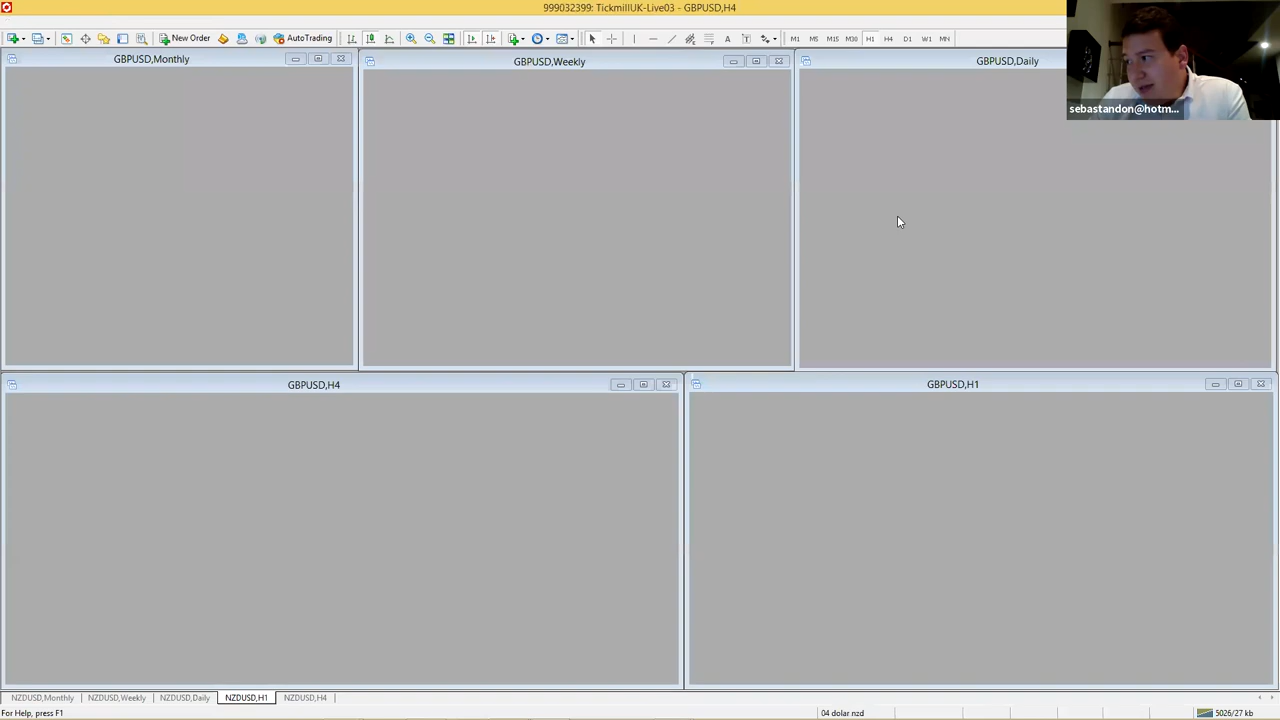 999032399: TickmillUK-Live03 - GBPUSD,H4
New Order AutoTrading M1 M5 M15 M30 H1 H4 D1 W1 MN
sebastandon@hotm...
GBPUSD,Monthly GBPUSD,Weekly GBPUSD,Daily
GBPUSD,H4 GBPUSD,H1
NZDUSD,Monthly NZDUSD,Weekly NZDUSD,Daily NZDUSD,H1 NZDUSD,H4
For Help, press F1 04 dolar.nzd 5026/27 kb